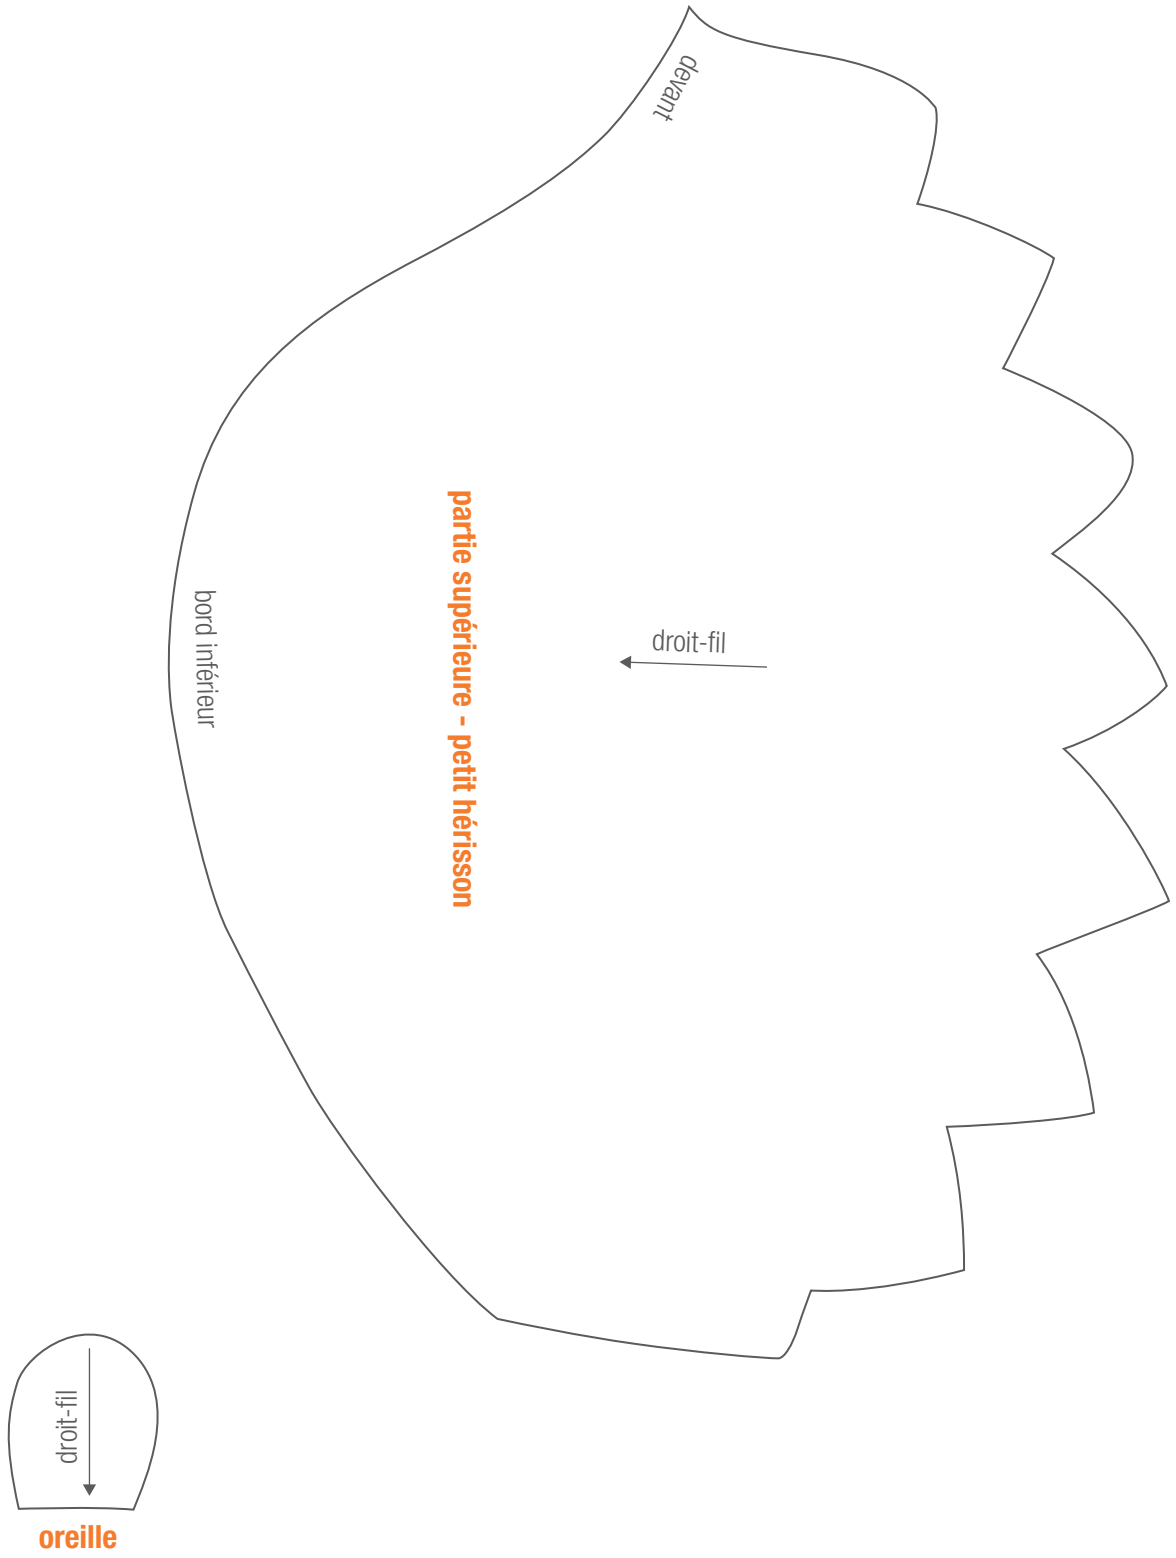 devant
droit-fil
partie supérieure - petit hérisson
bord inférieur
droit-fil
oreille